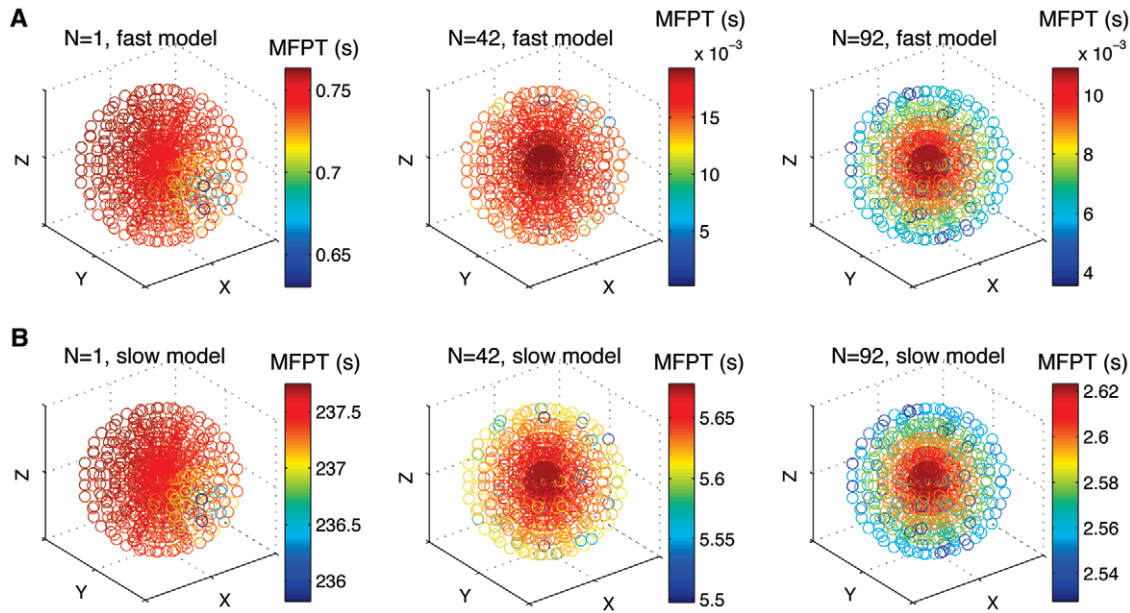 A
N=1, fast model
MFPT (s)
0.75
0.7
0.65
Z
Y
X
N=42, fast model
MFPT (s)
x 10⁻³
15
10
5
Z
Y
X
N=92, fast model
MFPT (s)
x 10⁻³
10
8
6
4
Z
Y
X
B
N=1, slow model
MFPT (s)
237.5
237
236.5
236
Z
Y
X
N=42, slow model
MFPT (s)
5.65
5.6
5.55
5.5
Z
Y
X
N=92, slow model
MFPT (s)
2.62
2.6
2.58
2.56
2.54
Z
Y
X